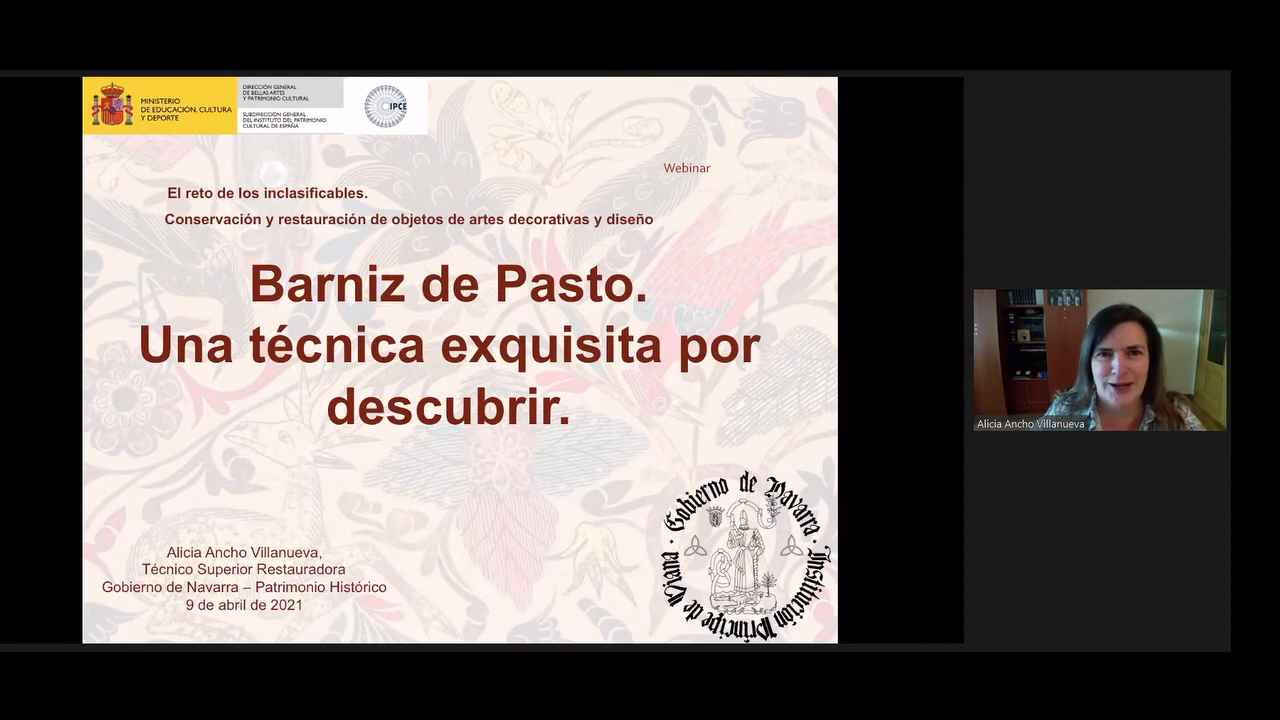 MINISTERIO
DE EDUCACIÓN, CULTURA
Y DEPORTE
DIRECCIÓN GENERAL
DE BELLAS ARTES
Y PATRIMONIO CULTURAL
SUBDIRECCIÓN GENERAL
DEL INSTITUTO DEL PATRIMONIO
CULTURAL DE ESPAÑA
IPCE
Webinar
El reto de los inclasificables.
Conservación y restauración de objetos de artes decorativas y diseño
Barniz de Pasto.
Una técnica exquisita por
descubrir.
Alicia Ancho Villanueva,
Técnico Superior Restauradora
Gobierno de Navarra – Patrimonio Histórico
9 de abril de 2021
Gobierno de Navarra · Institución Príncipe de Viana ·
Alicia Ancho Villanueva